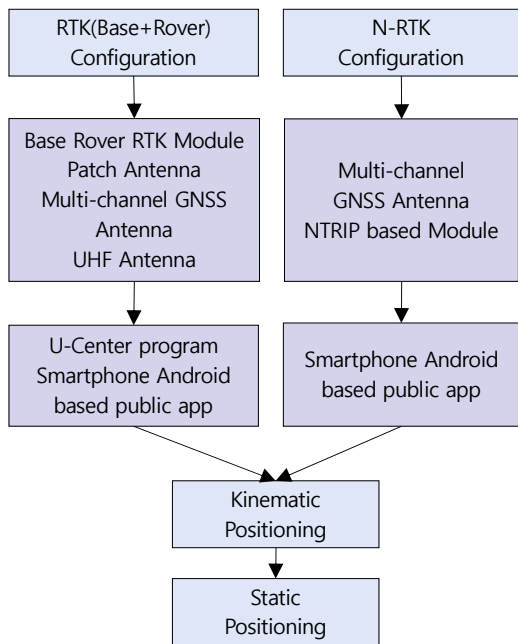 RTK(Base+Rover)
Configuration
N-RTK
Configuration
Base Rover RTK Module
Patch Antenna
Multi-channel GNSS
Antenna
UHF Antenna
Multi-channel
GNSS Antenna
NTRIP based Module
U-Center program
Smartphone Android
based public app
Smartphone Android
based public app
Kinematic
Positioning
Static
Positioning